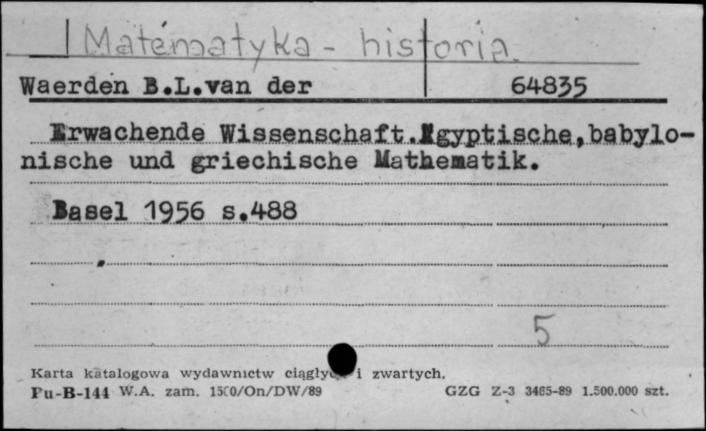 Matematyka - historia.
Waerden B.L.van der 64835
Erwachende Wissenschaft.Ägyptische,babylo-
nische und griechische Mathematik.
Basel 1956 s.488
5
Karta katalogowa wydawnictw ciągłych i zwartych.
Pu-B-144 W.A. zam. 1500/On/DW/89 GZG Z-3 3465-89 1.500.000 szt.